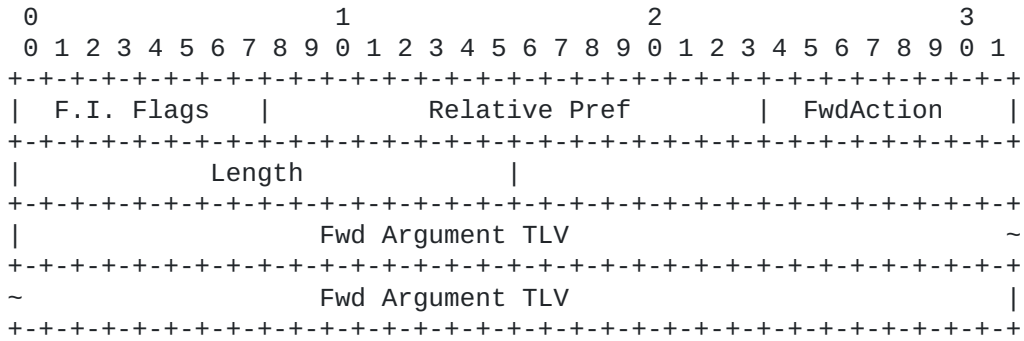 0                   1                   2                   3
 0 1 2 3 4 5 6 7 8 9 0 1 2 3 4 5 6 7 8 9 0 1 2 3 4 5 6 7 8 9 0 1
+-+-+-+-+-+-+-+-+-+-+-+-+-+-+-+-+-+-+-+-+-+-+-+-+-+-+-+-+-+-+-+-+
|  F.I. Flags   |          Relative Pref        |  FwdAction    |
+-+-+-+-+-+-+-+-+-+-+-+-+-+-+-+-+-+-+-+-+-+-+-+-+-+-+-+-+-+-+-+-+
|            Length             |
+-+-+-+-+-+-+-+-+-+-+-+-+-+-+-+-+-+-+-+-+-+-+-+-+-+-+-+-+-+-+-+-+
|                   Fwd Argument TLV                            ~
+-+-+-+-+-+-+-+-+-+-+-+-+-+-+-+-+-+-+-+-+-+-+-+-+-+-+-+-+-+-+-+-+
~                   Fwd Argument TLV                            |
+-+-+-+-+-+-+-+-+-+-+-+-+-+-+-+-+-+-+-+-+-+-+-+-+-+-+-+-+-+-+-+-+